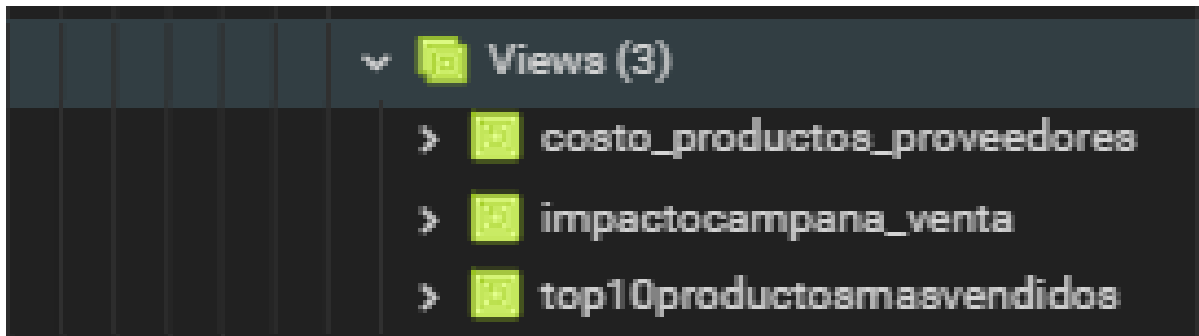 Views (3)
costo_productos_proveedores
impactocampana_venta
top10productosmasvendidos